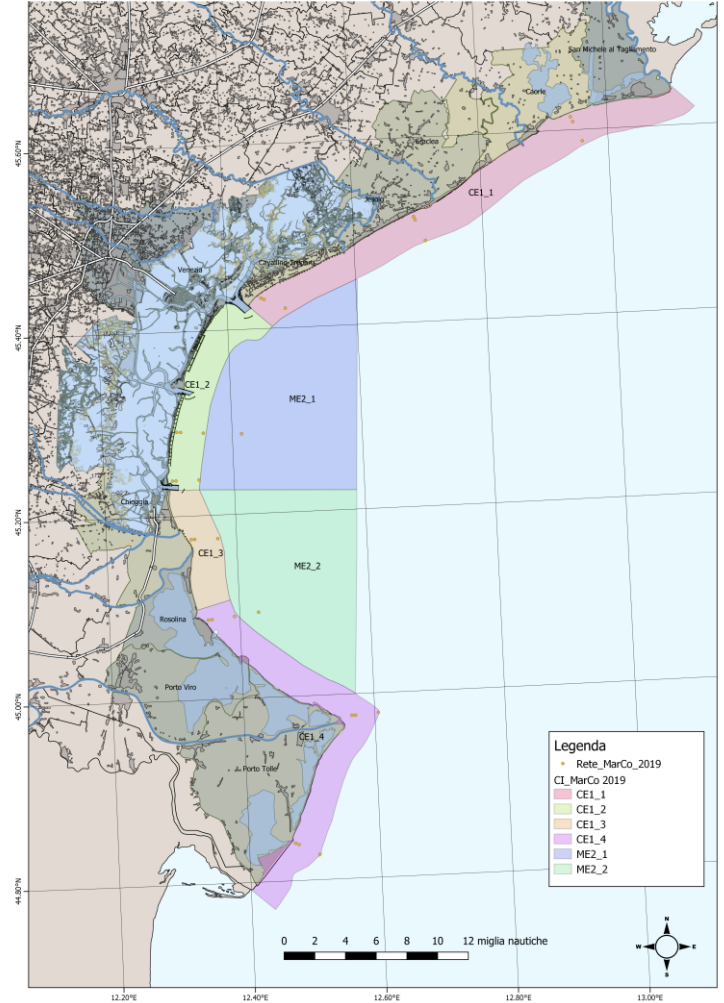 San Michele al Tagliamento
Caorle
Eraclea
Jesolo
CE1_1
Cavallino-Treporti
Venezia
CE1_2
ME2_1
Chioggia
CE1_3
ME2_2
Rosolina
Porto Viro
CE1_4
Porto Tolle
45.60°N
45.40°N
45.20°N
45.00°N
44.80°N
Legenda
Rete_MarCo_2019
CI_MarCo 2019
CE1_1
CE1_2
CE1_3
CE1_4
ME2_1
ME2_2
0 2 4 6 8 10 12 miglia nautiche
N
W E
S
12.20°E 12.40°E 12.60°E 12.80°E 13.00°E